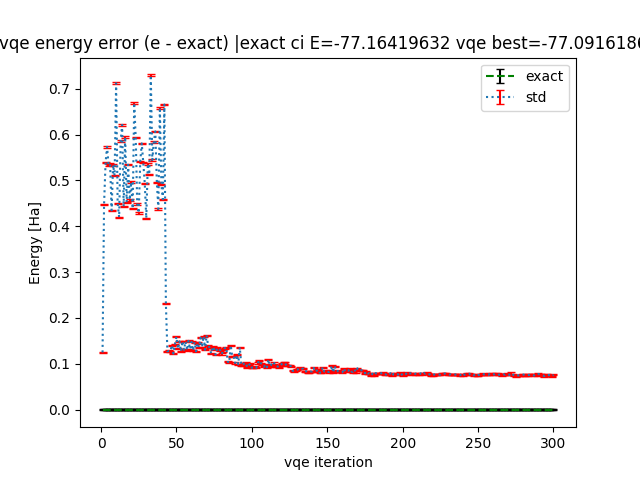 vqe energy error (e - exact) |exact ci E=-77.16419632 vqe best=-77.0916186
exact
std
Energy [Ha]
0.7
0.6
0.5
0.4
0.3
0.2
0.1
0.0
0 50 100 150 200 250 300
vqe iteration